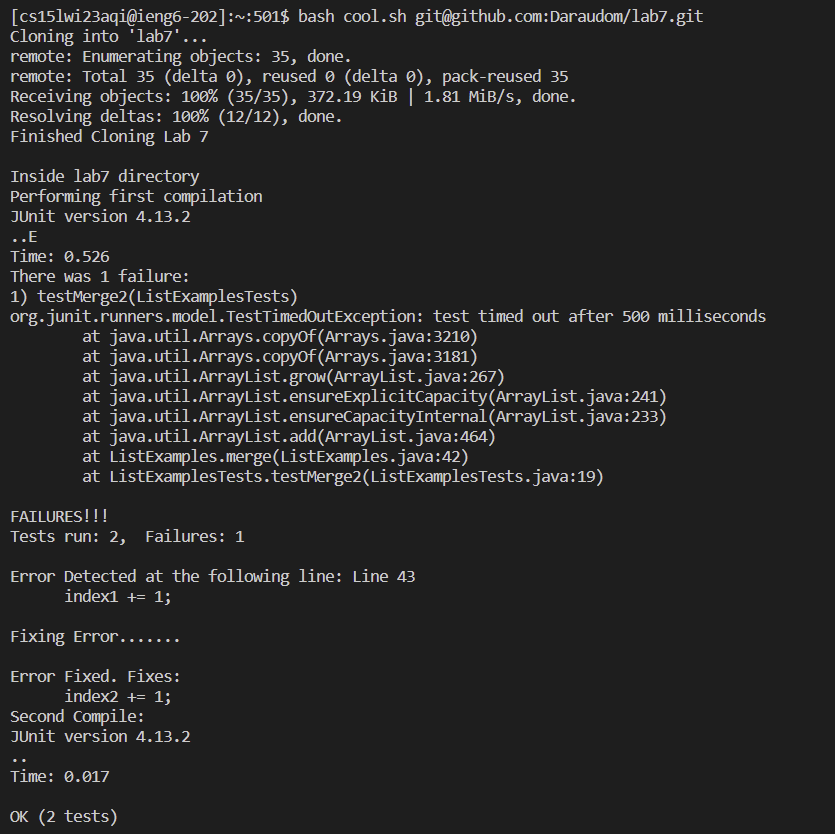 [cs15lwi23aqi@ieng6-202]:~:501$ bash cool.sh git@github.com:Daraudom/lab7.git
Cloning into 'lab7'...
remote: Enumerating objects: 35, done.
remote: Total 35 (delta 0), reused 0 (delta 0), pack-reused 35
Receiving objects: 100% (35/35), 372.19 KiB | 1.81 MiB/s, done.
Resolving deltas: 100% (12/12), done.
Finished Cloning Lab 7

Inside lab7 directory
Performing first compilation
JUnit version 4.13.2
..E
Time: 0.526
There was 1 failure:
1) testMerge2(ListExamplesTests)
org.junit.runners.model.TestTimedOutException: test timed out after 500 milliseconds
        at java.util.Arrays.copyOf(Arrays.java:3210)
        at java.util.Arrays.copyOf(Arrays.java:3181)
        at java.util.ArrayList.grow(ArrayList.java:267)
        at java.util.ArrayList.ensureExplicitCapacity(ArrayList.java:241)
        at java.util.ArrayList.ensureCapacityInternal(ArrayList.java:233)
        at java.util.ArrayList.add(ArrayList.java:464)
        at ListExamples.merge(ListExamples.java:42)
        at ListExamplesTests.testMerge2(ListExamplesTests.java:19)

FAILURES!!!
Tests run: 2,  Failures: 1

Error Detected at the following line: Line 43
      index1 += 1;

Fixing Error.......

Error Fixed. Fixes:
      index2 += 1;
Second Compile:
JUnit version 4.13.2
..
Time: 0.017

OK (2 tests)